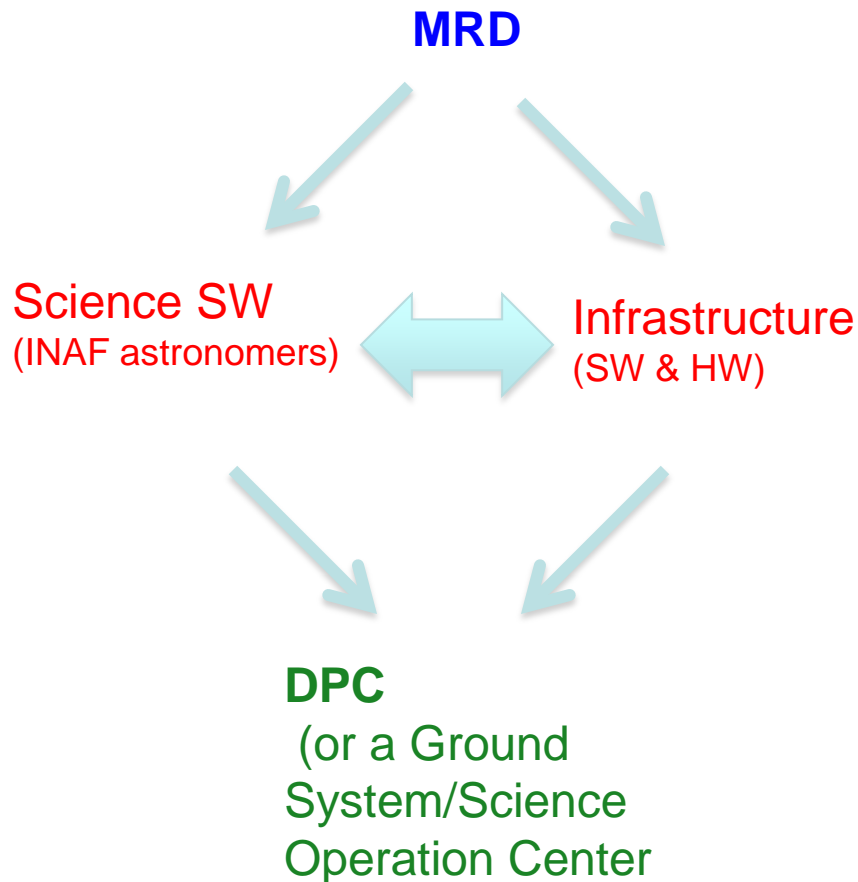 MRD
Science SW
(INAF astronomers)
Infrastructure
(SW & HW)
DPC
(or a Ground
System/Science
Operation Center